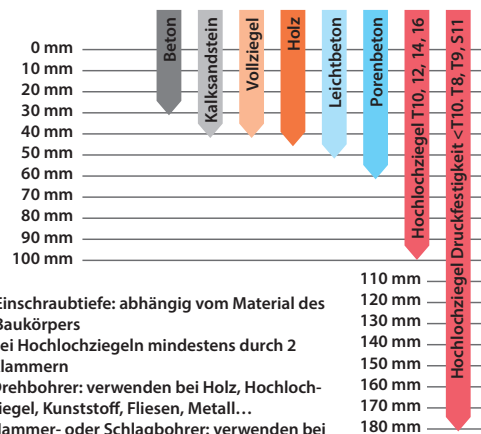 Beton
Kalksandstein
Vollziegel
Holz
Leichtbeton
Porenbeton
Hochlochziegel T10, 12, 14, 16
Hochlochziegel Druckfestigkeit <T10. T8, T9, S11
0 mm
10 mm
20 mm
30 mm
40 mm
50 mm
60 mm
70 mm
80 mm
90 mm
100 mm
110 mm
120 mm
130 mm
140 mm
150 mm
160 mm
170 mm
180 mm
Einschraubtiefe: abhängig vom Material des
Baukörpers
ei Hochlochziegeln mindestens durch 2
lammern
Drehbohrer: verwenden bei Holz, Hochloch-
iegel, Kunststoff, Fliesen, Metall…
Hammer- oder Schlagbohrer: verwenden bei